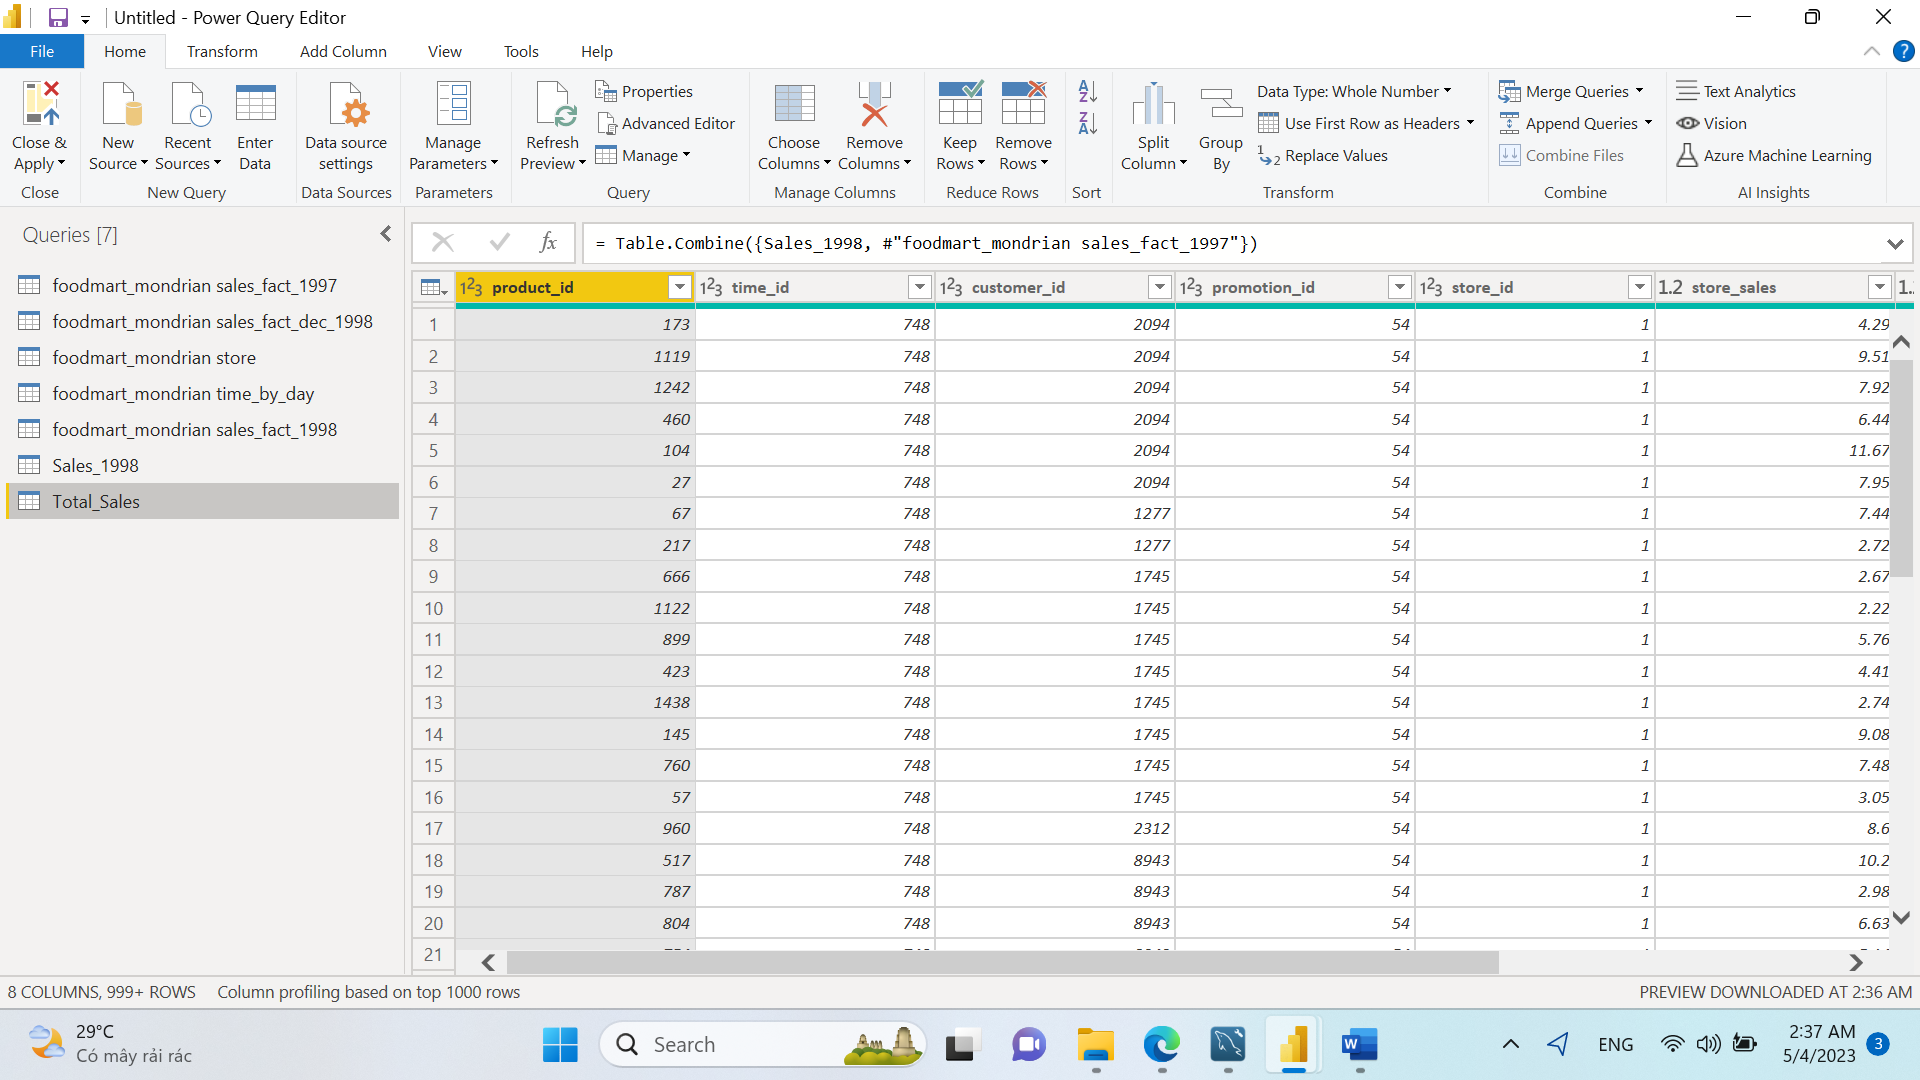 Untitled - Power Query Editor
File Home Transform Add Column View Tools Help
Close & Apply
New Source
Recent Sources
Enter Data
Data source settings
Manage Parameters
Refresh Preview
Properties
Advanced Editor
Manage
Choose Columns
Remove Columns
Keep Rows
Remove Rows
Split Column
Group By
Data Type: Whole Number
Use First Row as Headers
Replace Values
Merge Queries
Append Queries
Combine Files
Text Analytics
Vision
Azure Machine Learning
Close New Query Data Sources Parameters Query Manage Columns Reduce Rows Sort Transform Combine AI Insights
Queries [7]
foodmart_mondrian sales_fact_1997
foodmart_mondrian sales_fact_dec_1998
foodmart_mondrian store
foodmart_mondrian time_by_day
foodmart_mondrian sales_fact_1998
Sales_1998
Total_Sales
fx = Table.Combine({Sales_1998, #"foodmart_mondrian sales_fact_1997"})
123 product_id 123 time_id 123 customer_id 123 promotion_id 123 store_id 1.2 store_sales 1.
1 173 748 2094 54 1 4.29
2 1119 748 2094 54 1 9.51
3 1242 748 2094 54 1 7.92
4 460 748 2094 54 1 6.44
5 104 748 2094 54 1 11.67
6 27 748 2094 54 1 7.95
7 67 748 1277 54 1 7.44
8 217 748 1277 54 1 2.72
9 666 748 1745 54 1 2.67
10 1122 748 1745 54 1 2.22
11 899 748 1745 54 1 5.76
12 423 748 1745 54 1 4.41
13 1438 748 1745 54 1 2.74
14 145 748 1745 54 1 9.08
15 760 748 1745 54 1 7.48
16 57 748 1745 54 1 3.05
17 960 748 2312 54 1 8.6
18 517 748 8943 54 1 10.2
19 787 748 8943 54 1 2.98
20 804 748 8943 54 1 6.63
21
8 COLUMNS, 999+ ROWS Column profiling based on top 1000 rows PREVIEW DOWNLOADED AT 2:36 AM
29°C
Có mây rải rác
Search
ENG
2:37 AM
5/4/2023
3